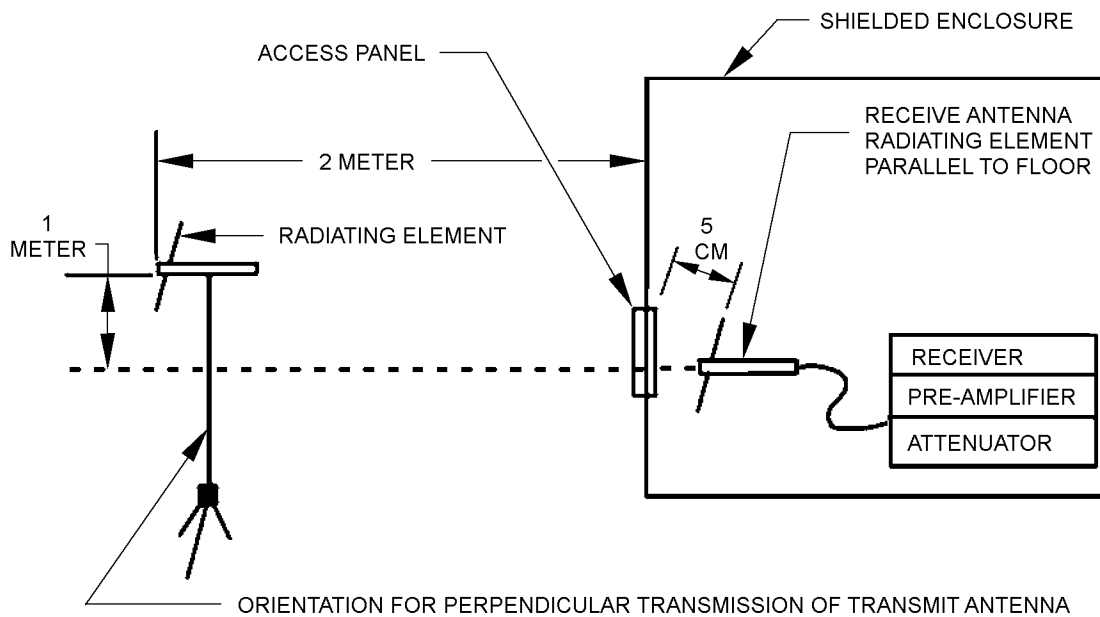 SHIELDED ENCLOSURE
ACCESS PANEL
RECEIVE ANTENNA
RADIATING ELEMENT
PARALLEL TO FLOOR
2 METER
1
METER
RADIATING ELEMENT
5
CM
RECEIVER
PRE-AMPLIFIER
ATTENUATOR
ORIENTATION FOR PERPENDICULAR TRANSMISSION OF TRANSMIT ANTENNA